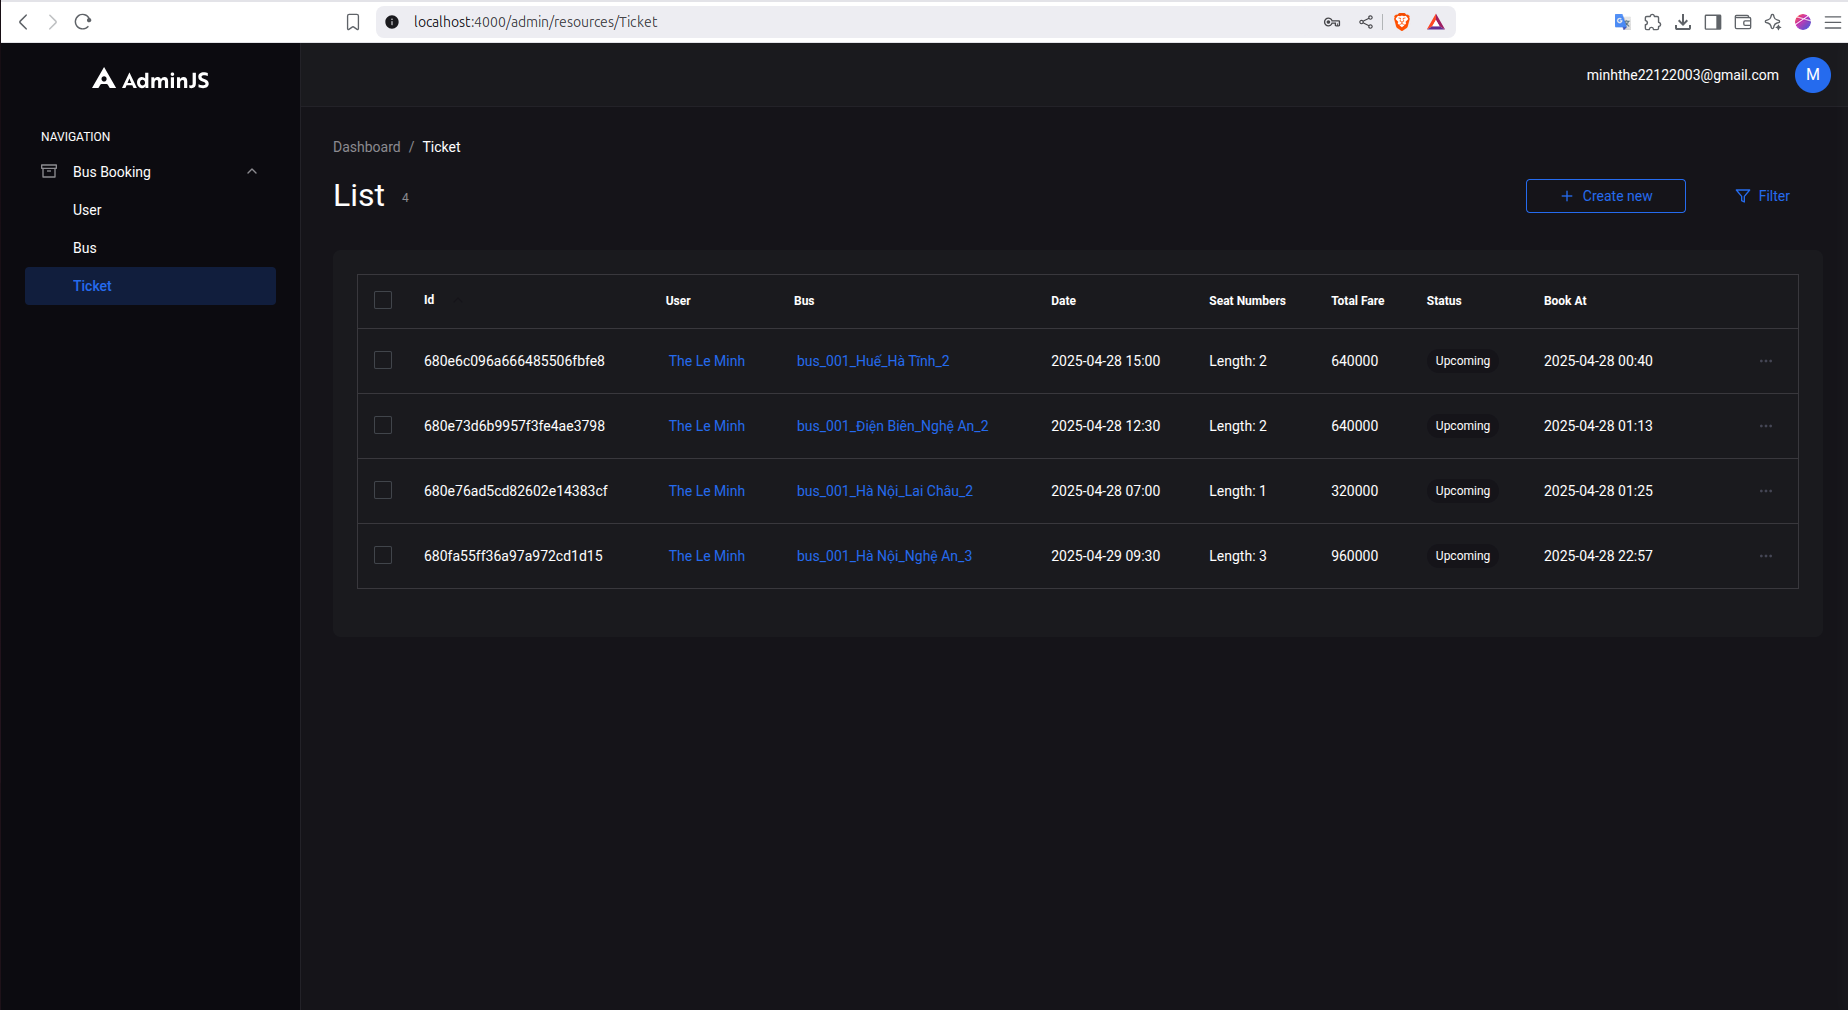 localhost:4000/admin/resources/Ticket
AdminJS
minhthe22122003@gmail.com M
NAVIGATION
Bus Booking
User
Bus
Ticket
Dashboard / Ticket
List 4
+ Create new Filter
Id User Bus Date Seat Numbers Total Fare Status Book At
680e6c096a666485506fbfe8 The Le Minh bus_001_Huế_Hà Tĩnh_2 2025-04-28 15:00 Length: 2 640000 Upcoming 2025-04-28 00:40
680e73d6b9957f3fe4ae3798 The Le Minh bus_001_Điện Biên_Nghệ An_2 2025-04-28 12:30 Length: 2 640000 Upcoming 2025-04-28 01:13
680e76ad5cd82602e14383cf The Le Minh bus_001_Hà Nội_Lai Châu_2 2025-04-28 07:00 Length: 1 320000 Upcoming 2025-04-28 01:25
680fa55ff36a97a972cd1d15 The Le Minh bus_001_Hà Nội_Nghệ An_3 2025-04-29 09:30 Length: 3 960000 Upcoming 2025-04-28 22:57